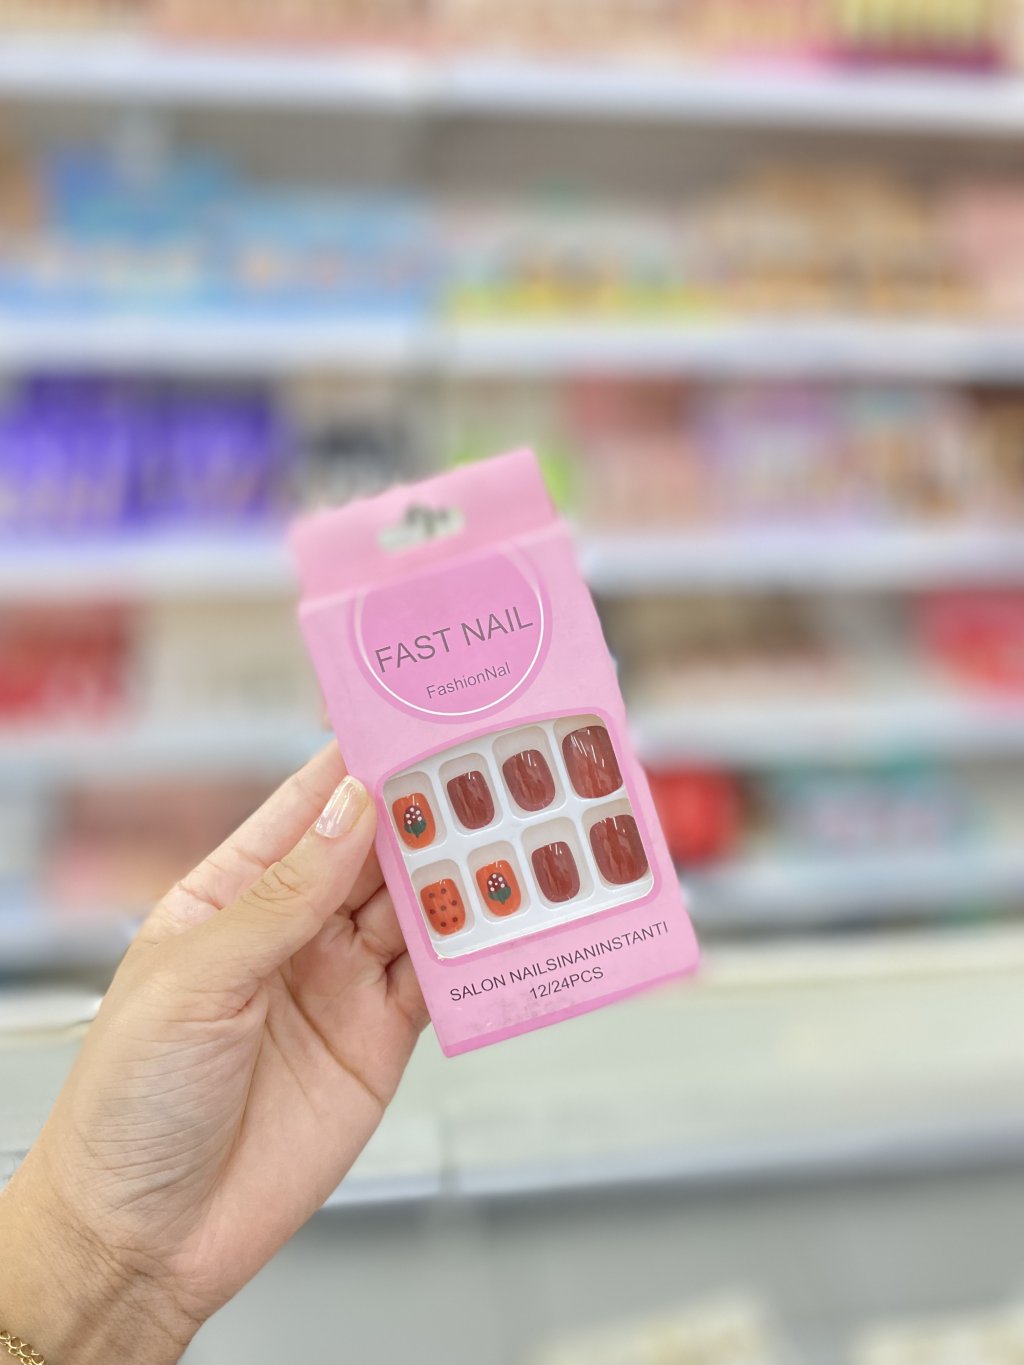 FAST NAIL
FashionNal
SALON NAILSINANINSTANTI
12/24PCS